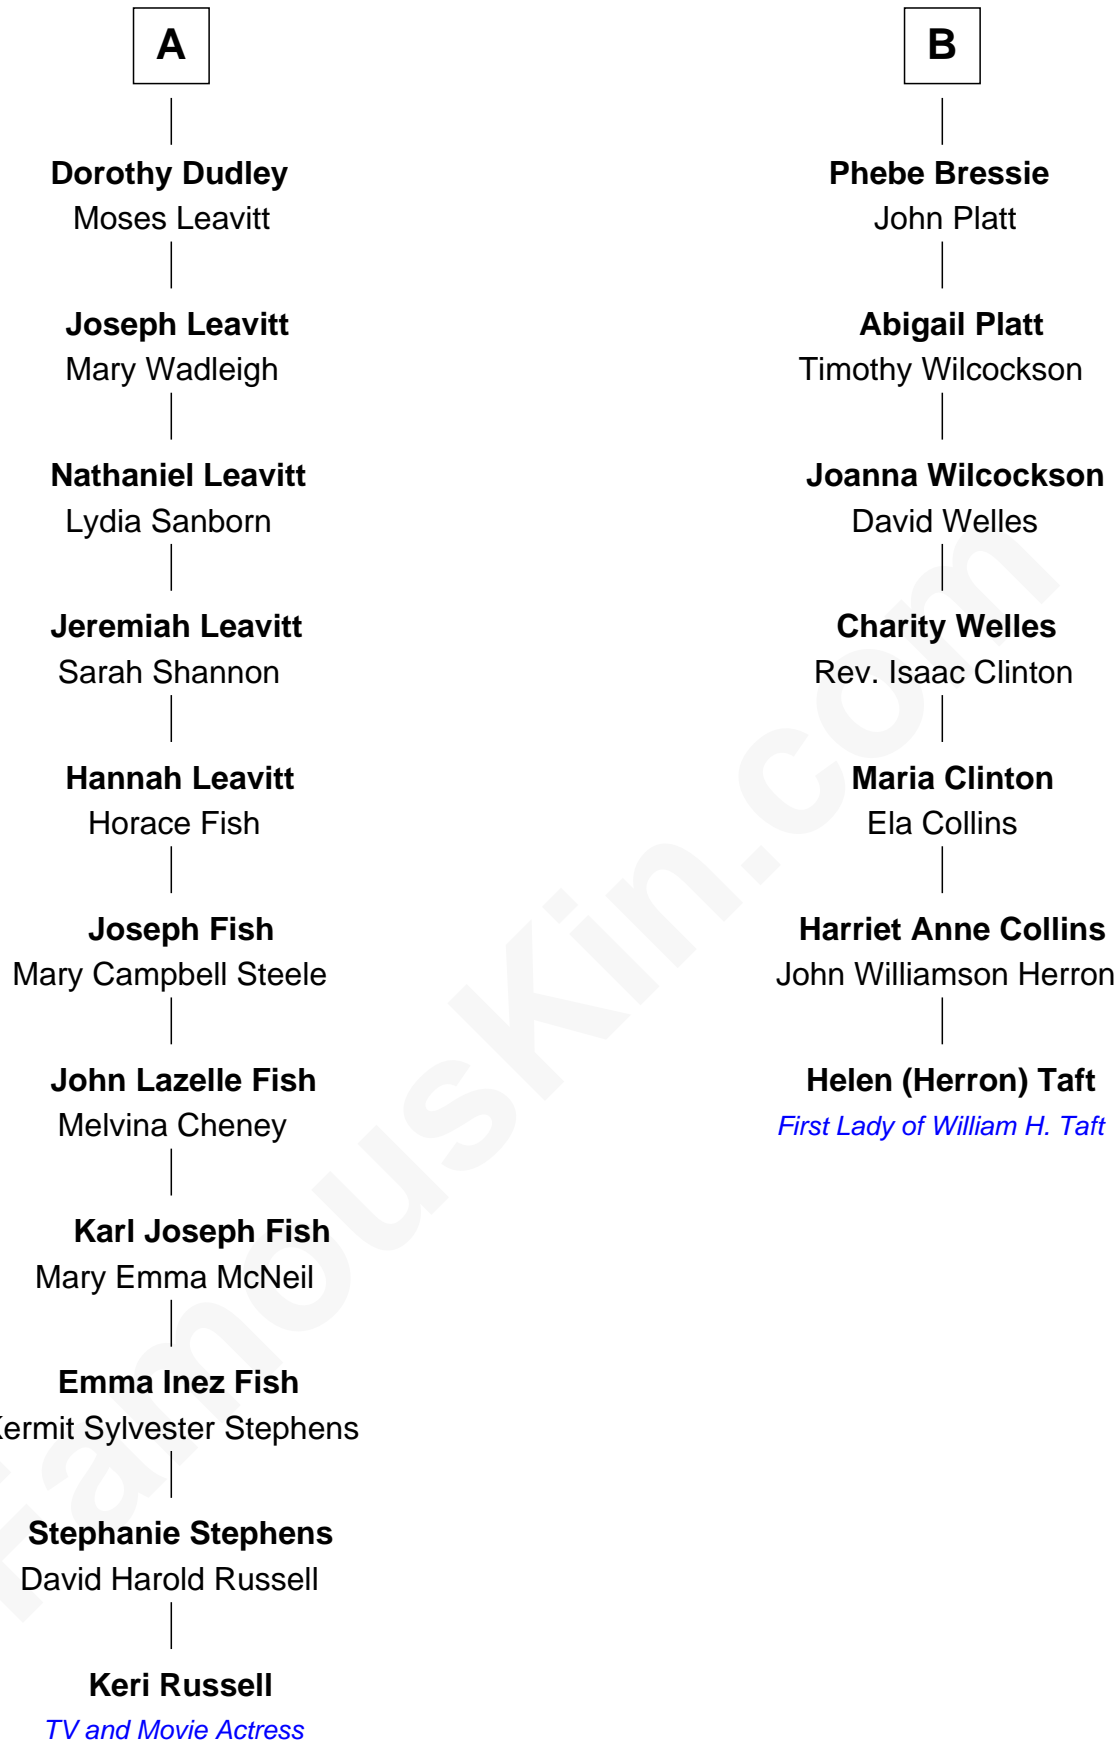 A
Dorothy Dudley
Moses Leavitt
Joseph Leavitt
Mary Wadleigh
Nathaniel Leavitt
Lydia Sanborn
Jeremiah Leavitt
Sarah Shannon
Hannah Leavitt
Horace Fish
Joseph Fish
Mary Campbell Steele
John Lazelle Fish
Melvina Cheney
Karl Joseph Fish
Mary Emma McNeil
Emma Inez Fish
Kermit Sylvester Stephens
Stephanie Stephens
David Harold Russell
Keri Russell
TV and Movie Actress
B
Phebe Bressie
John Platt
Abigail Platt
Timothy Wilcockson
Joanna Wilcockson
David Welles
Charity Welles
Rev. Isaac Clinton
Maria Clinton
Ela Collins
Harriet Anne Collins
John Williamson Herron
Helen (Herron) Taft
First Lady of William H. Taft
FamousKin.com